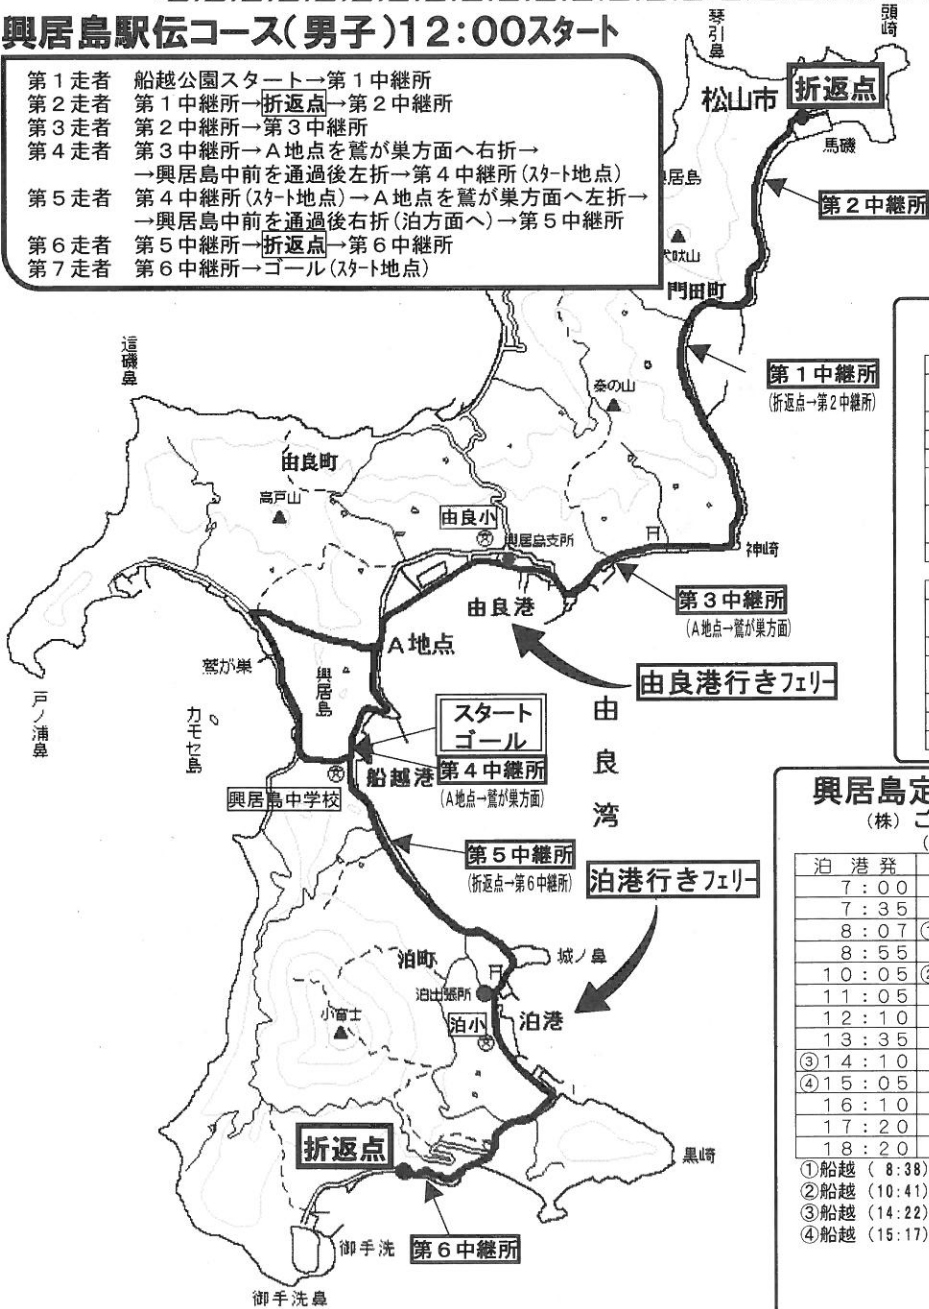 興居島駅伝コース(男子)12:00スタート
第1走者 船越公園スタート→第1中継所
第2走者 第1中継所→折返点→第2中継所
第3走者 第2中継所→第3中継所
第4走者 第3中継所→A地点を鷲が巣方面へ右折→
→興居島中前を通過後左折→第4中継所(スタート地点)
第5走者 第4中継所(スタート地点)→A地点を鷲が巣方面へ左折→
→興居島中前を通過後右折(泊方面へ)→第5中継所
第6走者 第5中継所→折返点→第6中継所
第7走者 第6中継所→ゴール(スタート地点)
琴引鼻
頭崎
松山市
折返点
馬磯
居島
第2中継所
門田町
第1中継所
(折返点→第2中継所)
這磯鼻
由良町
高戸山
由良小
興居島支所
神崎
由良港
第3中継所
(A地点→鷲が巣方面)
A地点
鷲が巣
興居島
由良港行きフェリー
戸ノ浦鼻
カモセ島
スタート
ゴール
由良湾
船越港
第4中継所
(A地点→鷲が巣方面)
興居島中学校
第5中継所
(折返点→第6中継所)
泊港行きフェリー
泊町
城ノ鼻
泊出張所
小富士
泊小
泊港
折返点
黒崎
御手洗
第6中継所
御手洗鼻
興居島定
(株)ご
(
泊港発
7:00
7:35
8:07
8:55
10:05
11:05
12:10
13:35
③14:10
④15:05
16:10
17:20
18:20
①船越 (8:38)
②船越 (10:41)
③船越 (14:22)
④船越 (15:17)